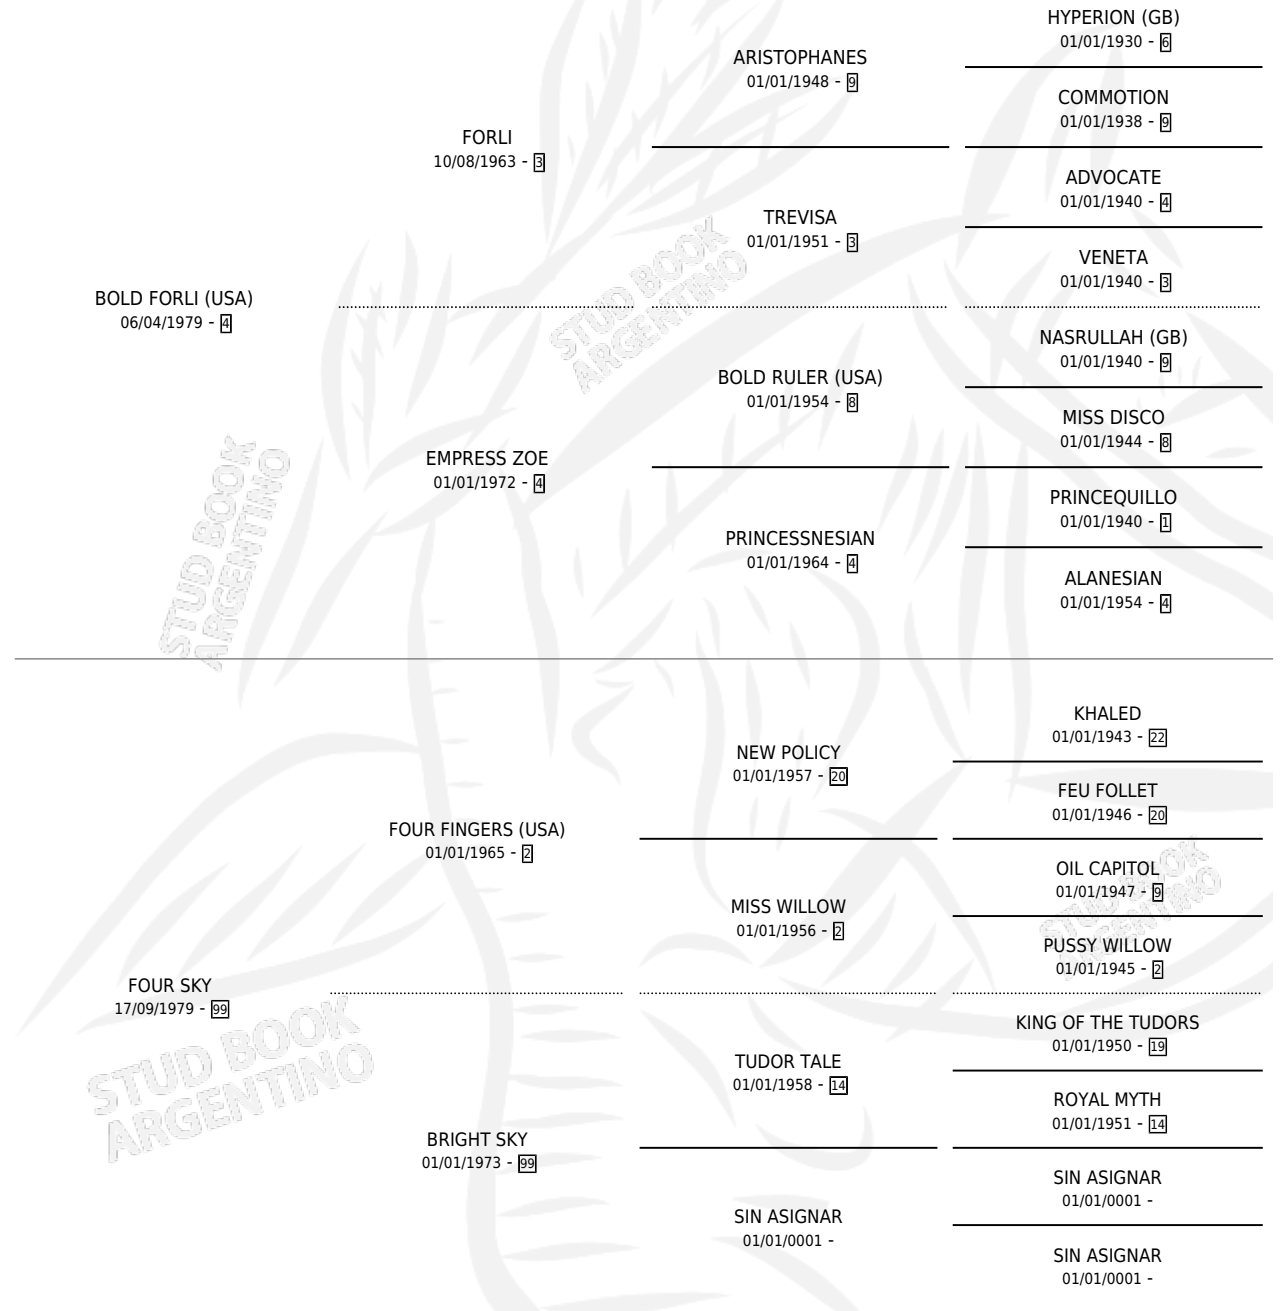 HYPERION (GB)
01/01/1930 - 6
ARISTOPHANES
01/01/1948 - 9
COMMOTION
01/01/1938 - 9
FORLI
10/08/1963 - 3
ADVOCATE
01/01/1940 - 4
TREVISA
01/01/1951 - 3
VENETA
01/01/1940 - 3
BOLD FORLI (USA)
06/04/1979 - 4
NASRULLAH (GB)
01/01/1940 - 9
BOLD RULER (USA)
01/01/1954 - 8
MISS DISCO
01/01/1944 - 8
EMPRESS ZOE
01/01/1972 - 4
PRINCEQUILLO
01/01/1940 - 1
PRINCESSNESIAN
01/01/1964 - 4
ALANESIAN
01/01/1954 - 4
STUD BOOK
ARGENTINO
STUD BOOK
ARGENTINO
KHALED
01/01/1943 - 22
NEW POLICY
01/01/1957 - 20
FEU FOLLET
01/01/1946 - 20
FOUR FINGERS (USA)
01/01/1965 - 2
OIL CAPITOL
01/01/1947 - 9
MISS WILLOW
01/01/1956 - 2
PUSSY WILLOW
01/01/1945 - 2
FOUR SKY
17/09/1979 - 99
KING OF THE TUDORS
01/01/1950 - 19
TUDOR TALE
01/01/1958 - 14
ROYAL MYTH
01/01/1951 - 14
BRIGHT SKY
01/01/1973 - 99
SIN ASIGNAR
01/01/0001 -
SIN ASIGNAR
01/01/0001 -
SIN ASIGNAR
01/01/0001 -
STUD BOOK
ARGENTINO
STUD BOOK
ARGENTINO